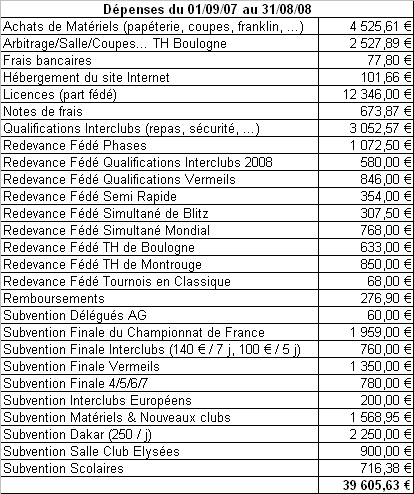 Dépenses du 01/09/07 au 31/08/08
Achats de Matériels (papéterie, coupes, franklin, ...) 4 525,61 €
Arbitrage/Salle/Coupes... TH Boulogne 2 527,89 €
Frais bancaires 77,80 €
Hébergement du site Internet 101,66 €
Licences (part fédé) 12 346,00 €
Notes de frais 673,87 €
Qualifications Interclubs (repas, sécurité, ...) 3 052,57 €
Redevance Fédé Phases 1 072,50 €
Redevance Fédé Qualifications Interclubs 2008 580,00 €
Redevance Fédé Qualifications Vermeils 846,00 €
Redevance Fédé Semi Rapide 354,00 €
Redevance Fédé Simultané de Blitz 307,50 €
Redevance Fédé Simultané Mondial 768,00 €
Redevance Fédé TH de Boulogne 633,00 €
Redevance Fédé TH de Montrouge 850,00 €
Redevance Fédé Tournois en Classique 68,00 €
Remboursements 276,90 €
Subvention Délégués AG 60,00 €
Subvention Finale du Championnat de France 1 959,00 €
Subvention Finale Interclubs (140 € / 7 j, 100 € / 5 j) 760,00 €
Subvention Finale Vermeils 1 350,00 €
Subvention Finale 4/5/6/7 780,00 €
Subvention Interclubs Européens 200,00 €
Subvention Matériels & Nouveaux clubs 1 568,95 €
Subvention Dakar (250 / j) 2 250,00 €
Subvention Salle Club Elysées 900,00 €
Subvention Scolaires 716,38 €
39 605,63 €